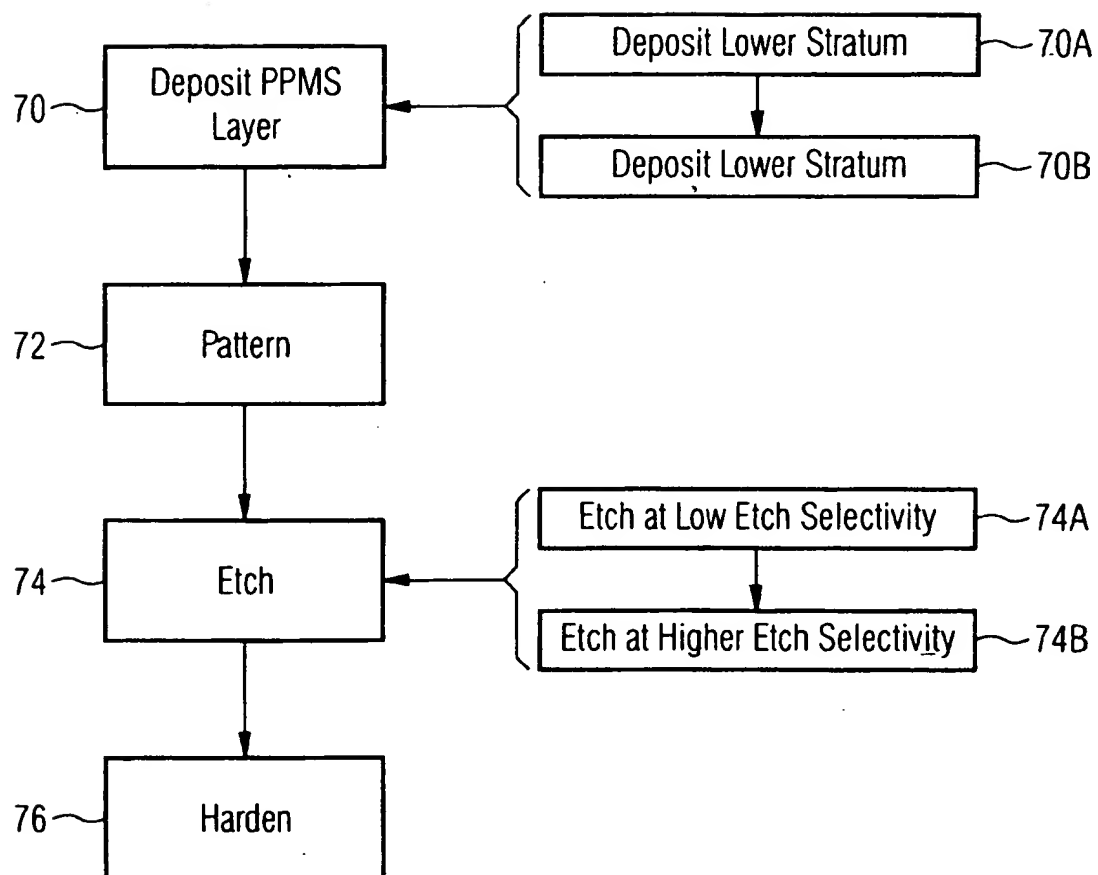 70
Deposit PPMS
Layer
Deposit Lower Stratum
70A
Deposit Lower Stratum
70B
72
Pattern
74
Etch
Etch at Low Etch Selectivity
74A
Etch at Higher Etch Selectivity
74B
76
Harden